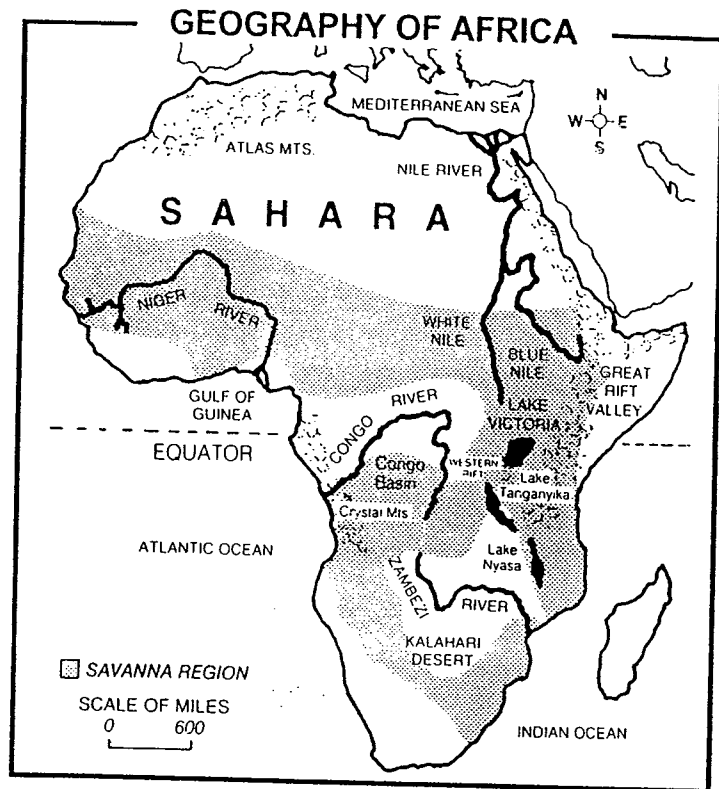 GEOGRAPHY OF AFRICA
MEDITERRANEAN SEA
N
W E
S
ATLAS MTS.
NILE RIVER
SAHARA
NIGER
RIVER
WHITE
NILE
BLUE
NILE
GREAT
RIFT
VALLEY
GULF OF
GUINEA
RIVER
CONGO
LAKE
VICTORIA
EQUATOR
WESTERN
RIFT
Congo
Basin
Lake
Tanganyika
Crystal Mts.
ATLANTIC OCEAN
Lake
Nyasa
ZAMBEZI
RIVER
KALAHARI
DESERT
SAVANNA REGION
SCALE OF MILES
0 600
INDIAN OCEAN